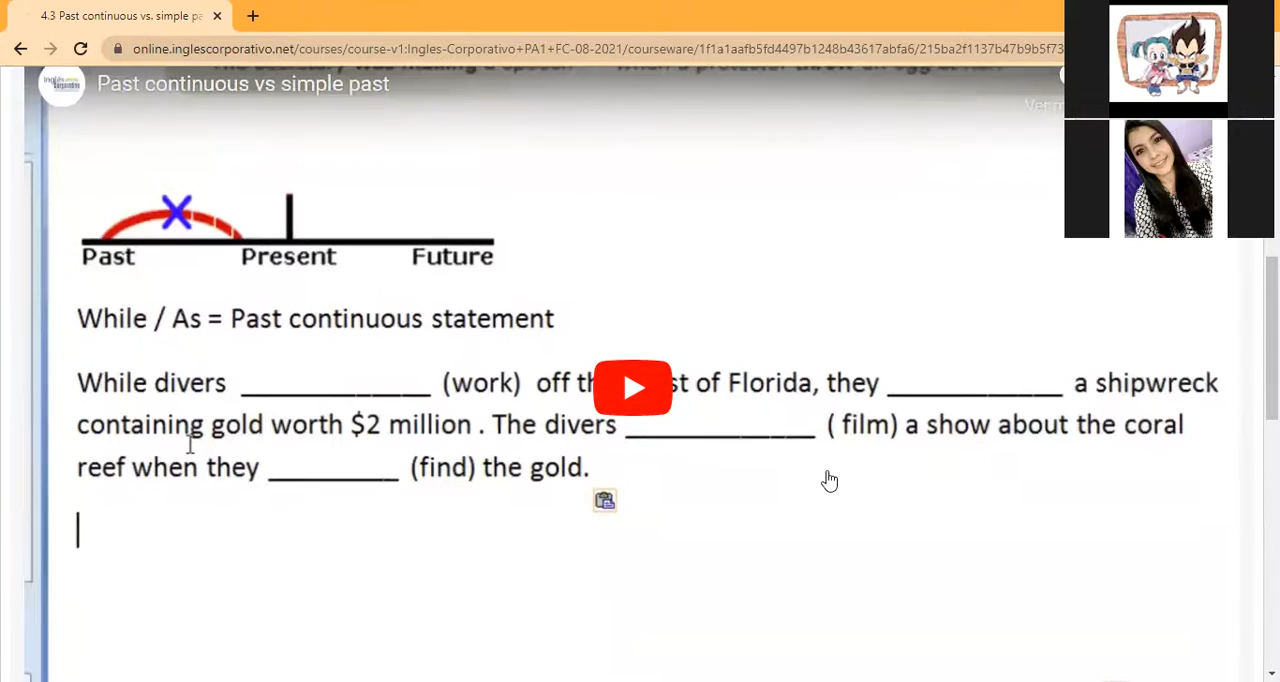 4.3 Past continuous vs. simple pa
online.inglescorporativo.net/courses/course-v1:Ingles-Corporativo+PA1+FC-08-2021/courseware/1f1a1aafb5fd4497b1248b43617abfa6/215ba2f1137b47b9b5f73
Past continuous vs simple past
Past Present Future
While / As = Past continuous statement
While divers _____________ (work) off th st of Florida, they ____________ a shipwreck
containing gold worth $2 million . The divers _____________ ( film) a show about the coral
reef when they _________ (find) the gold.